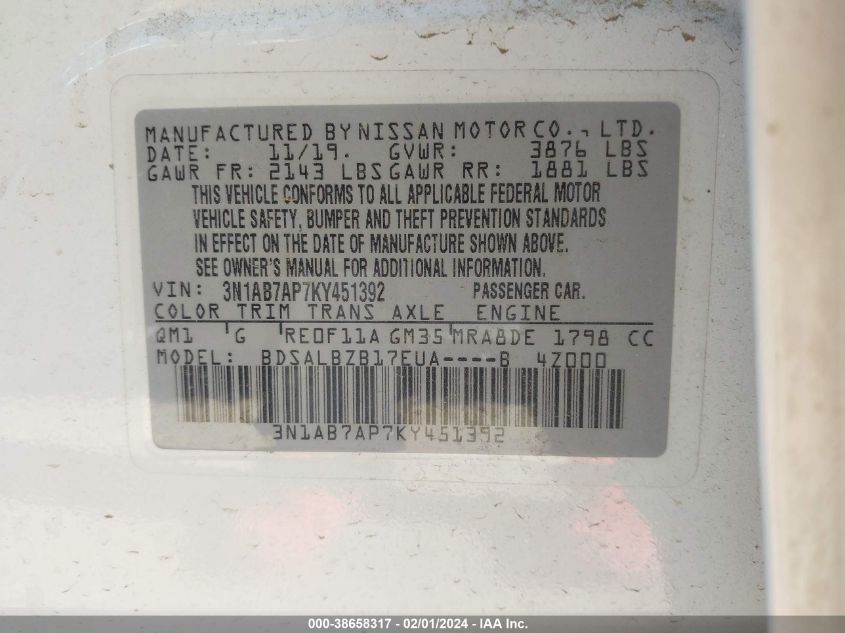 MANUFACTURED BY NISSAN MOTOR CO., LTD.
DATE: 11/19. GVWR: 3876 LBS
GAWR FR: 2143 LBS GAWR RR: 1881 LBS
THIS VEHICLE CONFORMS TO ALL APPLICABLE FEDERAL MOTOR
VEHICLE SAFETY, BUMPER AND THEFT PREVENTION STANDARDS
IN EFFECT ON THE DATE OF MANUFACTURE SHOWN ABOVE.
SEE OWNER'S MANUAL FOR ADDITIONAL INFORMATION.
VIN: 3N1AB7AP7KY451392 PASSENGER CAR.
COLOR TRIM TRANS AXLE ENGINE
QM1 G RE0F11A GM35 MRA8DE 1798 CC
MODEL: BDSALBZB17EUA----B 4Z000
3N1AB7AP7KY451392
000-38658317 - 02/01/2024 - IAA Inc.